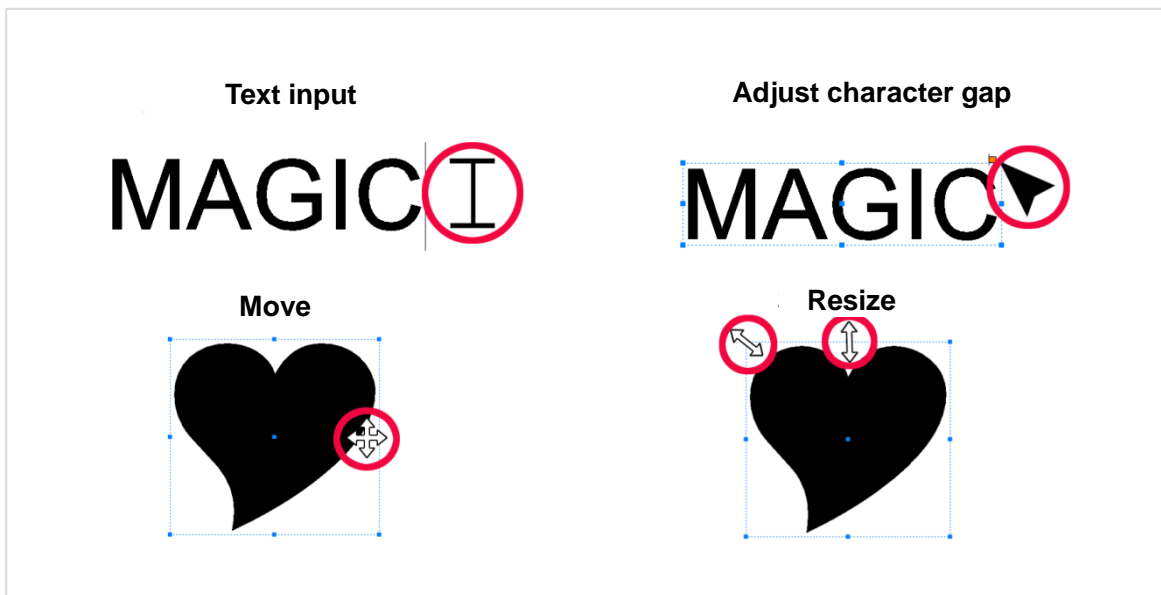 Text input
Adjust character gap
MAGIC
MAGIC
Move
Resize